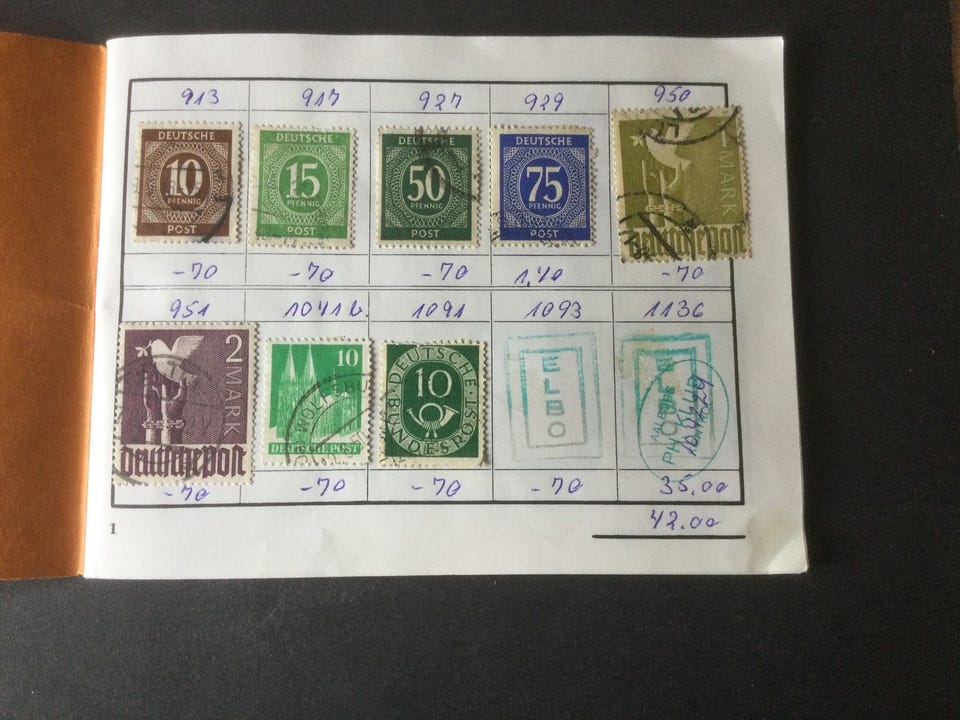 913 917 927 929 950
DEUTSCHE 10 PFENNIG POST
DEUTSCHE 15 PFENNIG POST
DEUTSCHE 50 PFENNIG POST
DEUTSCHE 75 PFENNIG POST
1 MARK deutsche post
-70 -70 -70 1,40 -70
951 1041 b. 1091 1093 1136
2 MARK deutsche post
10 DEUTSCHE POST
DEUTSCHE BUNDESPOST 10
ELBO
-70 -70 -70 -70 35.00
42.00
1